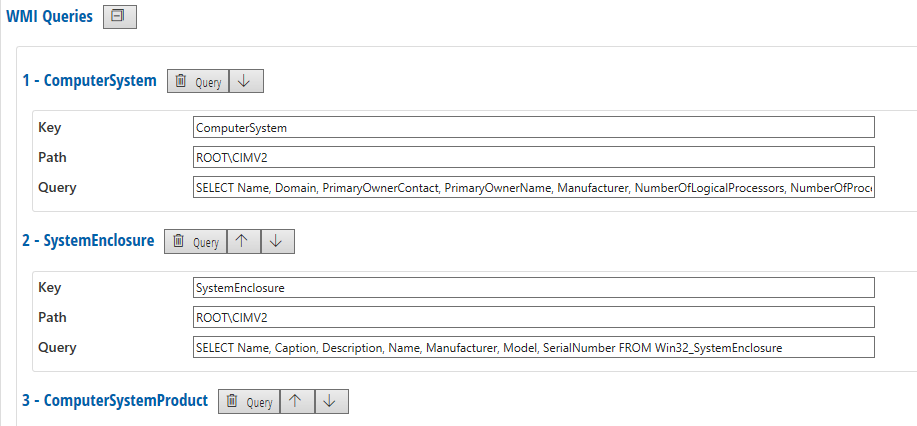 WMI Queries
1 - ComputerSystem Query
Key ComputerSystem
Path ROOT\CIMV2
Query SELECT Name, Domain, PrimaryOwnerContact, PrimaryOwnerName, Manufacturer, NumberOfLogicalProcessors, NumberOfProc
2 - SystemEnclosure Query
Key SystemEnclosure
Path ROOT\CIMV2
Query SELECT Name, Caption, Description, Name, Manufacturer, Model, SerialNumber FROM Win32_SystemEnclosure
3 - ComputerSystemProduct Query